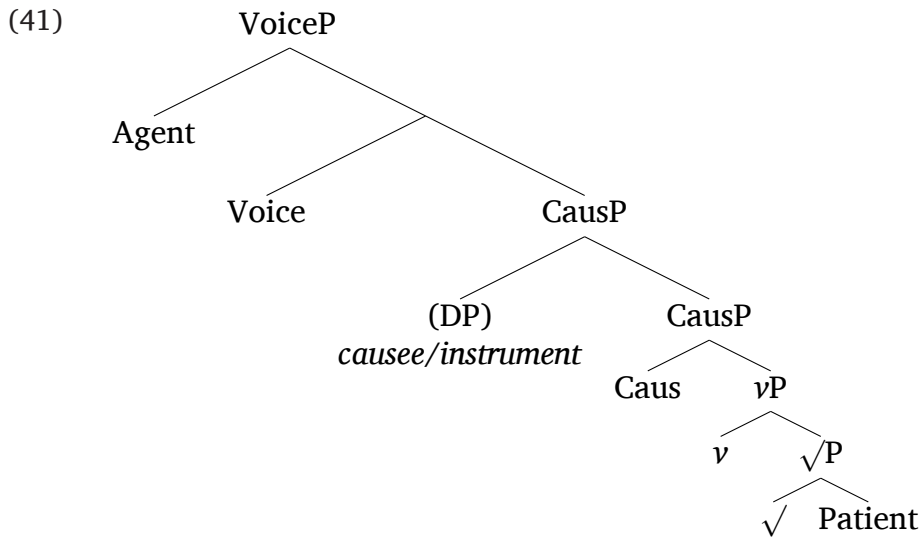 (41) VoiceP
Agent
Voice CausP
(DP) CausP
causee/instrument
Caus vP
v √P
√ Patient